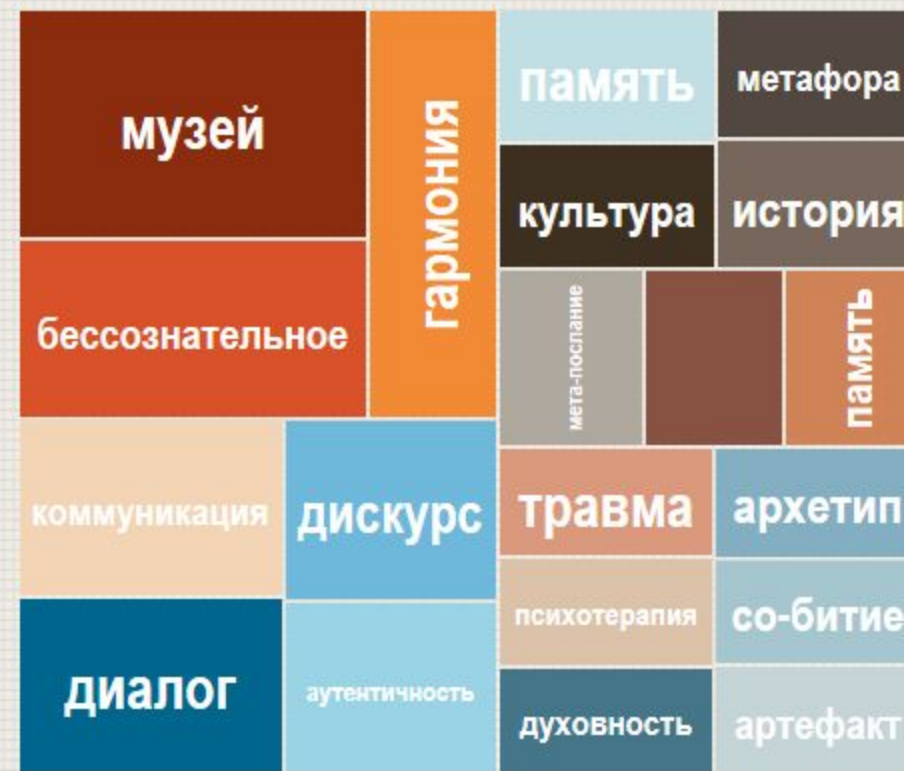 музей
гармония
память
метафора
культура
история
бессознательное
мета-послание
память
коммуникация
дискурс
травма
архетип
психотерапия
со-битие
диалог
аутентичность
духовность
артефакт